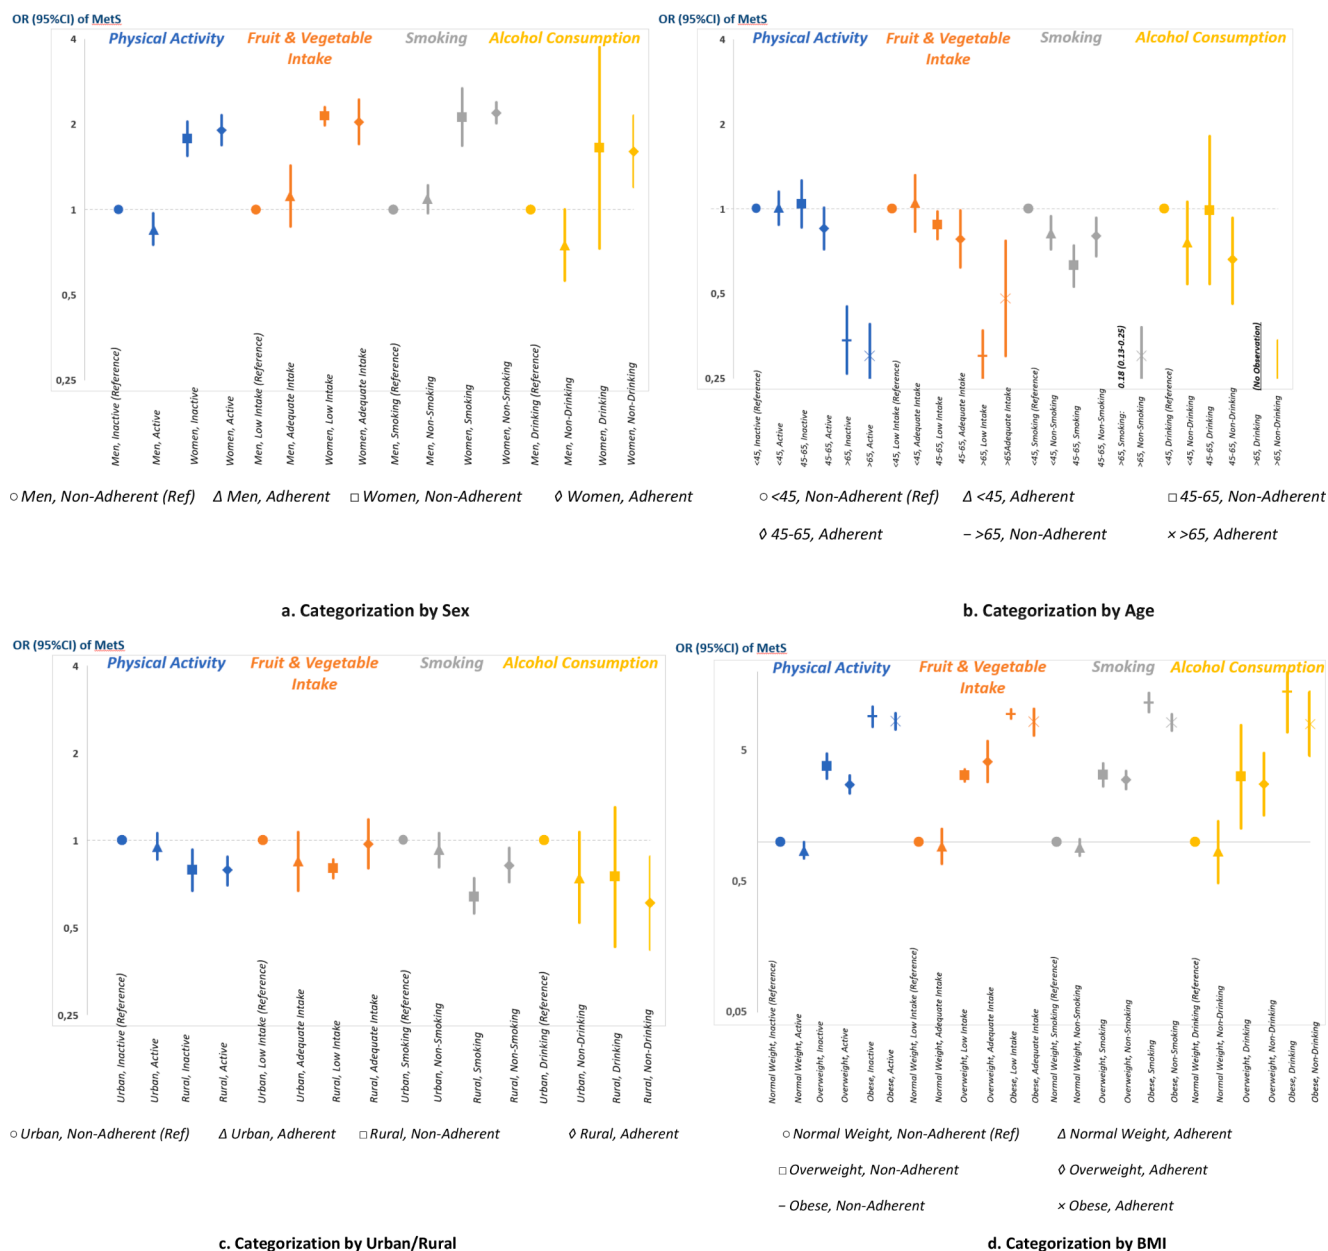 OR (95%CI) of MetS
Physical Activity
Fruit & Vegetable
Intake
Smoking
Alcohol Consumption
4
2
1
0,5
0,25
Men, Inactive (Reference)
Men, Active
Women, Inactive
Women, Active
Men, Low Intake (Reference)
Men, Adequate Intake
Women, Low Intake
Women, Adequate Intake
Men, Smoking (Reference)
Men, Non-Smoking
Women, Smoking
Women, Non-Smoking
Men, Drinking (Reference)
Men, Non-Drinking
Women, Drinking
Women, Non-Drinking
○ Men, Non-Adherent (Ref) Δ Men, Adherent □ Women, Non-Adherent ◊ Women, Adherent
a. Categorization by Sex
OR (95%CI) of MetS
Physical Activity
Fruit & Vegetable
Intake
Smoking
Alcohol Consumption
4
2
1
0,5
0,25
<45, Inactive (Reference)
<45, Active
45-65, Inactive
45-65, Active
>65, Inactive
>65, Active
<45, Low Intake (Reference)
<45, Adequate Intake
45-65, Low Intake
45-65, Adequate Intake
>65, Low Intake
>65Adequate Intake
<45, Smoking (Reference)
<45, Non-Smoking
45-65, Smoking
45-65, Non-Smoking
>65, Smoking: 0.18 (0.13-0.25)
>65, Non-Smoking
<45, Drinking (Reference)
<45, Non-Drinking
45-65, Drinking
45-65, Non-Drinking
>65, Drinking (No Observation)
>65, Non-Drinking
○ <45, Non-Adherent (Ref) Δ <45, Adherent □ 45-65, Non-Adherent
◊ 45-65, Adherent − >65, Non-Adherent × >65, Adherent
b. Categorization by Age
OR (95%CI) of MetS
Physical Activity
Fruit & Vegetable
Intake
Smoking
Alcohol Consumption
4
2
1
0,5
0,25
Urban, Inactive (Reference)
Urban, Active
Rural, Inactive
Rural, Active
Urban, Low Intake (Reference)
Urban, Adequate Intake
Rural, Low Intake
Rural, Adequate Intake
Urban, Smoking (Reference)
Urban, Non-Smoking
Rural, Smoking
Rural, Non-Smoking
Urban, Drinking (Reference)
Urban, Non-Drinking
Rural, Drinking
Rural, Non-Drinking
○ Urban, Non-Adherent (Ref) Δ Urban, Adherent □ Rural, Non-Adherent ◊ Rural, Adherent
c. Categorization by Urban/Rural
OR (95%CI) of MetS
Physical Activity
Fruit & Vegetable
Intake
Smoking
Alcohol Consumption
5
0,5
0,05
Normal Weight, Inactive (Reference)
Normal Weight, Active
Overweight, Inactive
Overweight, Active
Obese, Inactive
Obese, Active
Normal Weight, Low Intake (Reference)
Normal Weight, Adequate Intake
Overweight, Low Intake
Overweight, Adequate Intake
Obese, Low Intake
Obese, Adequate Intake
Normal Weight, Smoking (Reference)
Normal Weight, Non-Smoking
Overweight, Smoking
Overweight, Non-Smoking
Obese, Smoking
Obese, Non-Smoking
Normal Weight, Drinking (Reference)
Normal Weight, Non-Drinking
Overweight, Drinking
Overweight, Non-Drinking
Obese, Drinking
Obese, Non-Drinking
○ Normal Weight, Non-Adherent (Ref) Δ Normal Weight, Adherent
□ Overweight, Non-Adherent ◊ Overweight, Adherent
− Obese, Non-Adherent × Obese, Adherent
d. Categorization by BMI